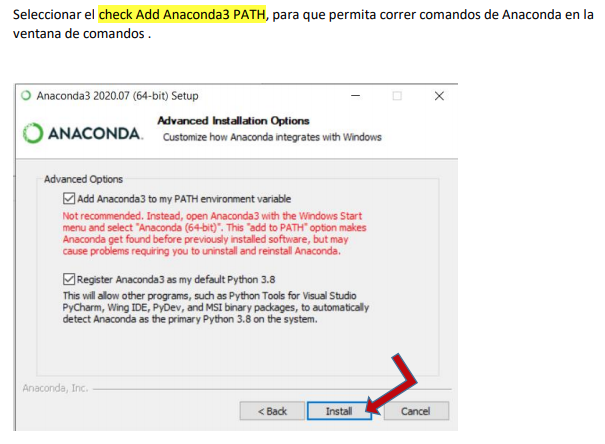 Seleccionar el check Add Anaconda3 PATH, para que permita correr comandos de Anaconda en la
ventana de comandos .
Anaconda3 2020.07 (64-bit) Setup
ANACONDA.
Advanced Installation Options
Customize how Anaconda integrates with Windows
Advanced Options
Add Anaconda3 to my PATH environment variable
Not recommended. Instead, open Anaconda3 with the Windows Start
menu and select "Anaconda (64-bit)". This "add to PATH" option makes
Anaconda get found before previously installed software, but may
cause problems requiring you to uninstall and reinstall Anaconda.
Register Anaconda3 as my default Python 3.8
This will allow other programs, such as Python Tools for Visual Studio
PyCharm, Wing IDE, PyDev, and MSI binary packages, to automatically
detect Anaconda as the primary Python 3.8 on the system.
Anaconda, Inc.
< Back
Install
Cancel